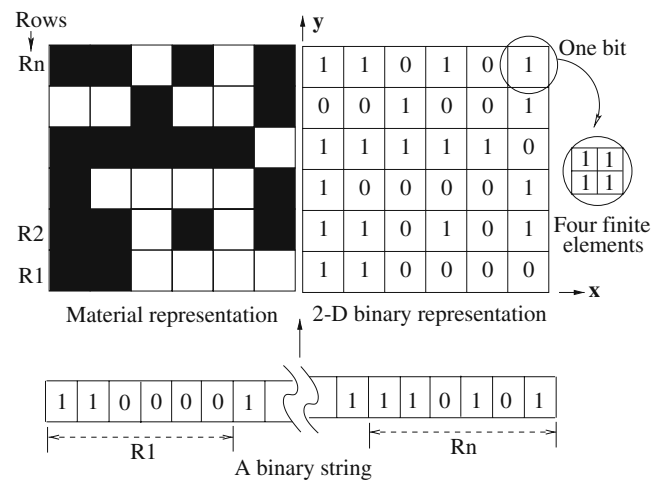 Rows
y
Rn
1 1 0 1 0 1
One bit
0 0 1 0 0 1
1 1 1 1 1 0
1 1
1 1
1 0 0 0 0 1
R2
1 1 0 1 0 1
Four finite
elements
R1
1 1 0 0 0 0
x
Material representation
2-D binary representation
1 1 0 0 0 0 1
1 1 1 0 1 0 1
R1
Rn
A binary string